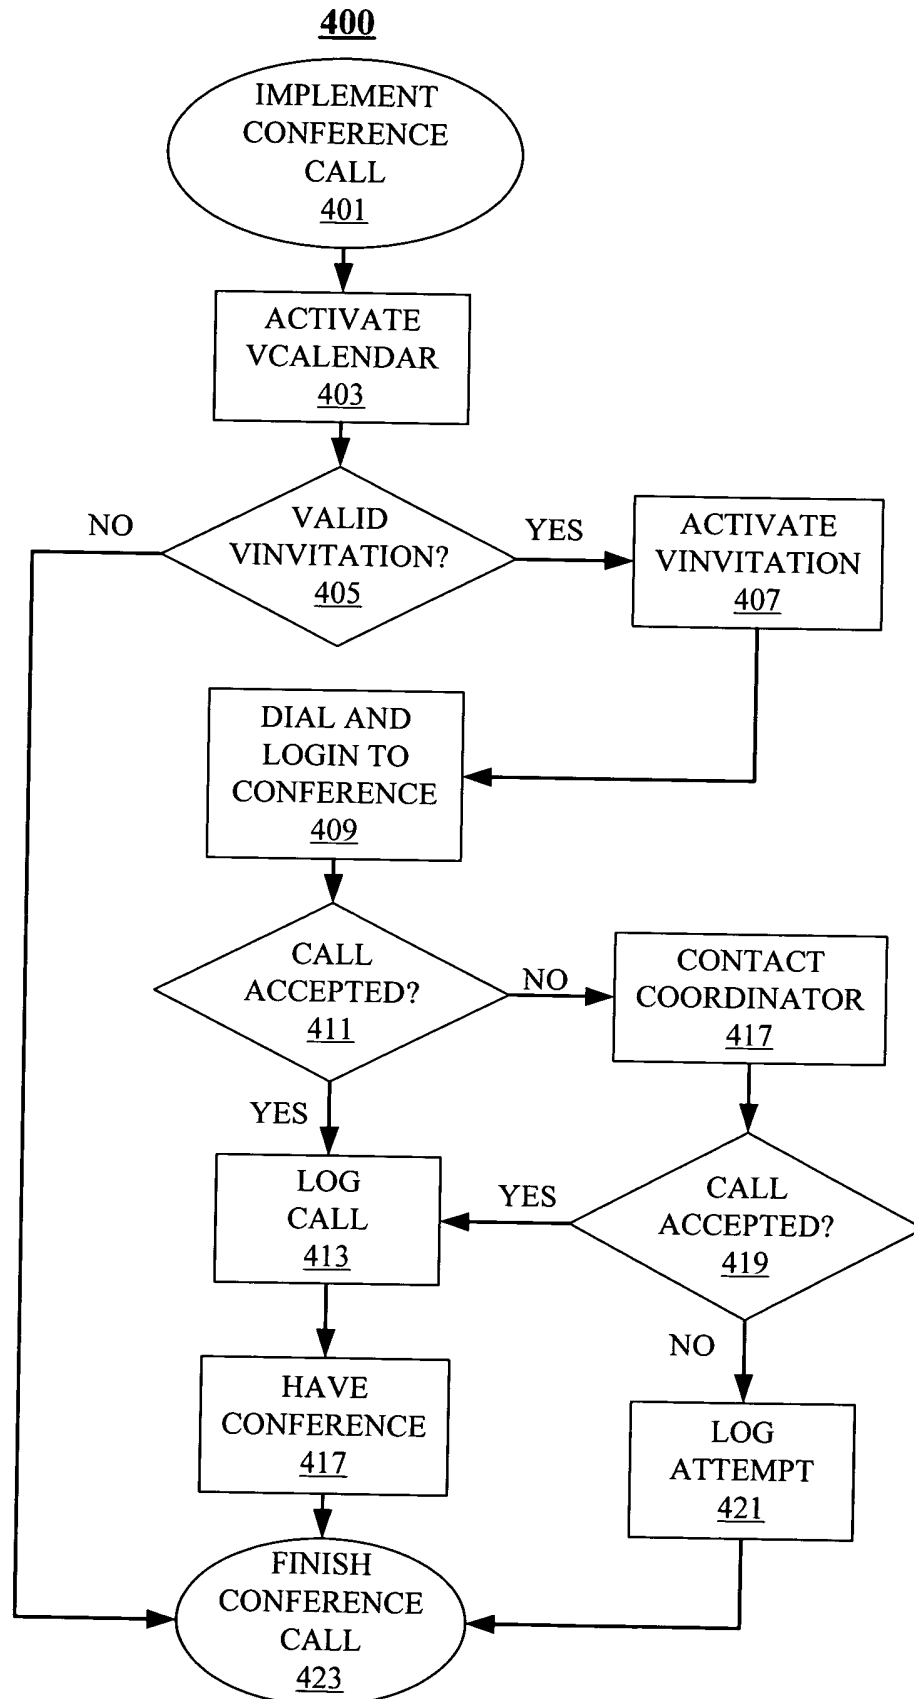 400
IMPLEMENT
CONFERENCE
CALL
401
ACTIVATE
VCALENDAR
403
NO
VALID
VINVITATION?
405
YES
ACTIVATE
VINVITATION
407
DIAL AND
LOGIN TO
CONFERENCE
409
CALL
ACCEPTED?
411
NO
CONTACT
COORDINATOR
417
YES
LOG
CALL
413
YES
CALL
ACCEPTED?
419
NO
HAVE
CONFERENCE
417
LOG
ATTEMPT
421
FINISH
CONFERENCE
CALL
423